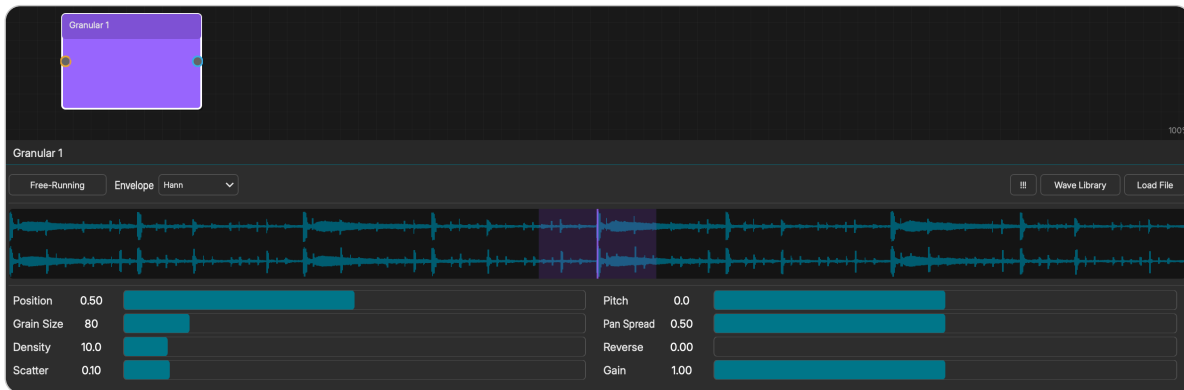 Granular 1
100%
Granular 1
Free-Running Envelope Hann !!! Wave Library Load File
Position 0.50 Pitch 0.0
Grain Size 80 Pan Spread 0.50
Density 10.0 Reverse 0.00
Scatter 0.10 Gain 1.00